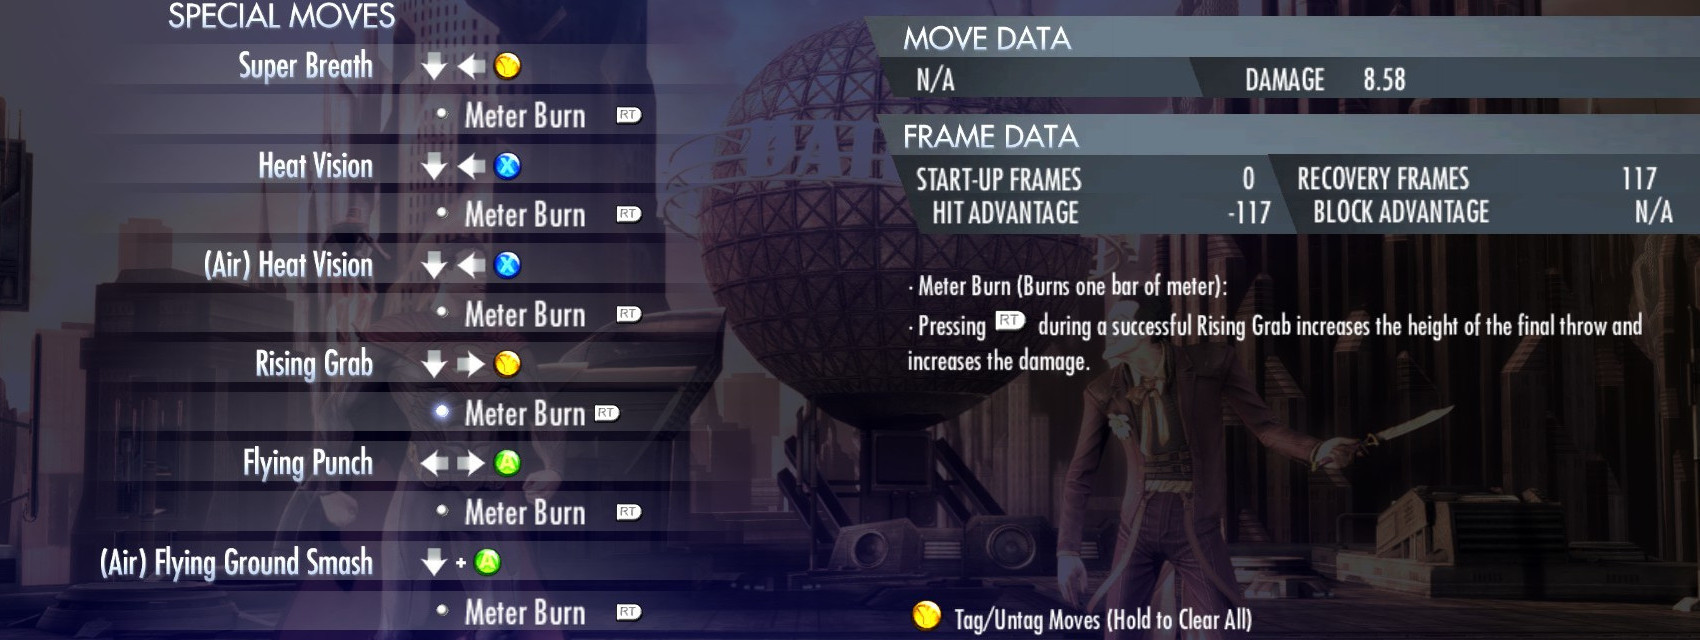 SPECIAL MOVES
Super Breath Y
Meter Burn RT
Heat Vision X
Meter Burn RT
(Air) Heat Vision X
Meter Burn RT
Rising Grab Y
Meter Burn RT
Flying Punch A
Meter Burn RT
(Air) Flying Ground Smash + A
Meter Burn RT
MOVE DATA
N/A DAMAGE 8.58
FRAME DATA
START-UP FRAMES 0 RECOVERY FRAMES 117
HIT ADVANTAGE -117 BLOCK ADVANTAGE N/A
· Meter Burn (Burns one bar of meter):
· Pressing RT during a successful Rising Grab increases the height of the final throw and
increases the damage.
Y Tag/Untag Moves (Hold to Clear All)